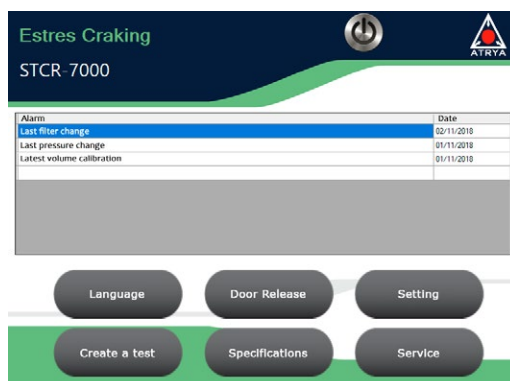 Estres Craking
STCR-7000
ATRYA
Alarm Date
Last filter change 02/11/2018
Last pressure change 01/11/2018
Latest volume calibration 01/11/2018
Language Door Release Setting
Create a test Specifications Service